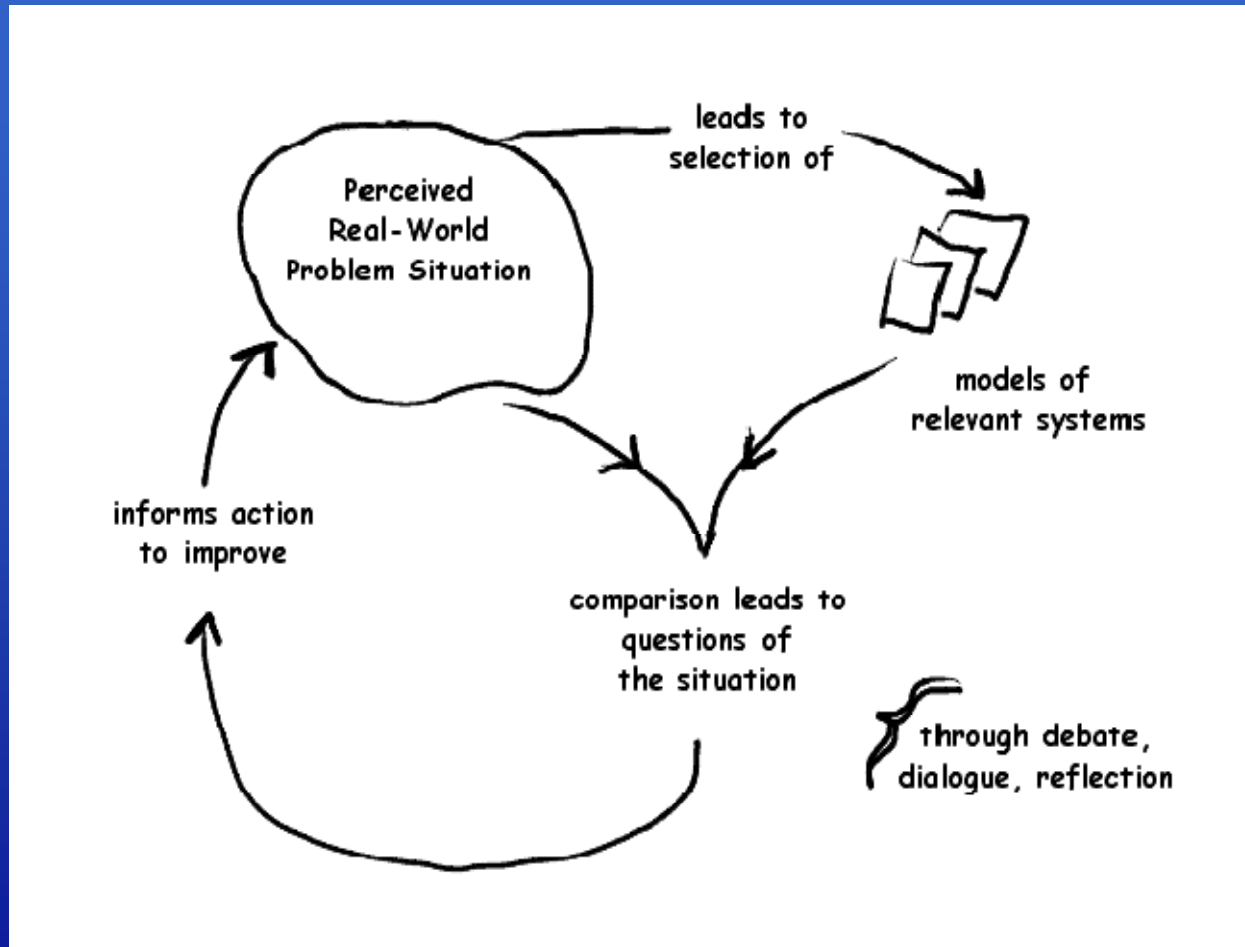 leads to
selection of
Perceived
Real-World
Problem Situation
models of
relevant systems
informs action
to improve
comparison leads to
questions of
the situation
through debate,
dialogue, reflection